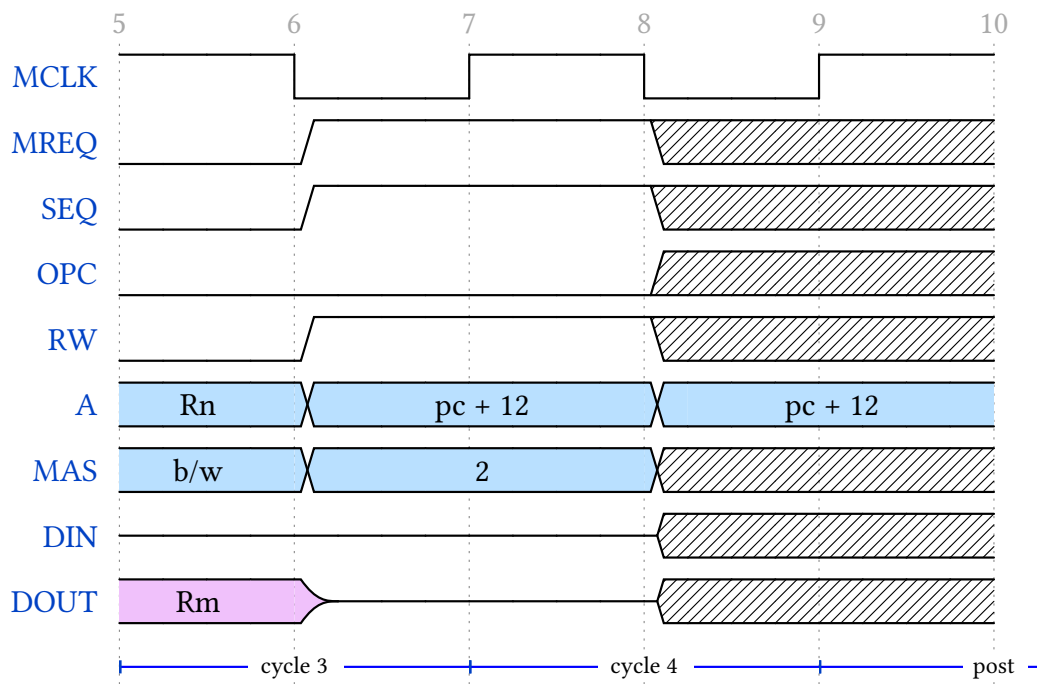 5 6 7 8 9 10
MCLK
MREQ
SEQ
OPC
RW
A Rn pc + 12 pc + 12
MAS b/w 2
DIN
DOUT Rm
cycle 3 cycle 4 post